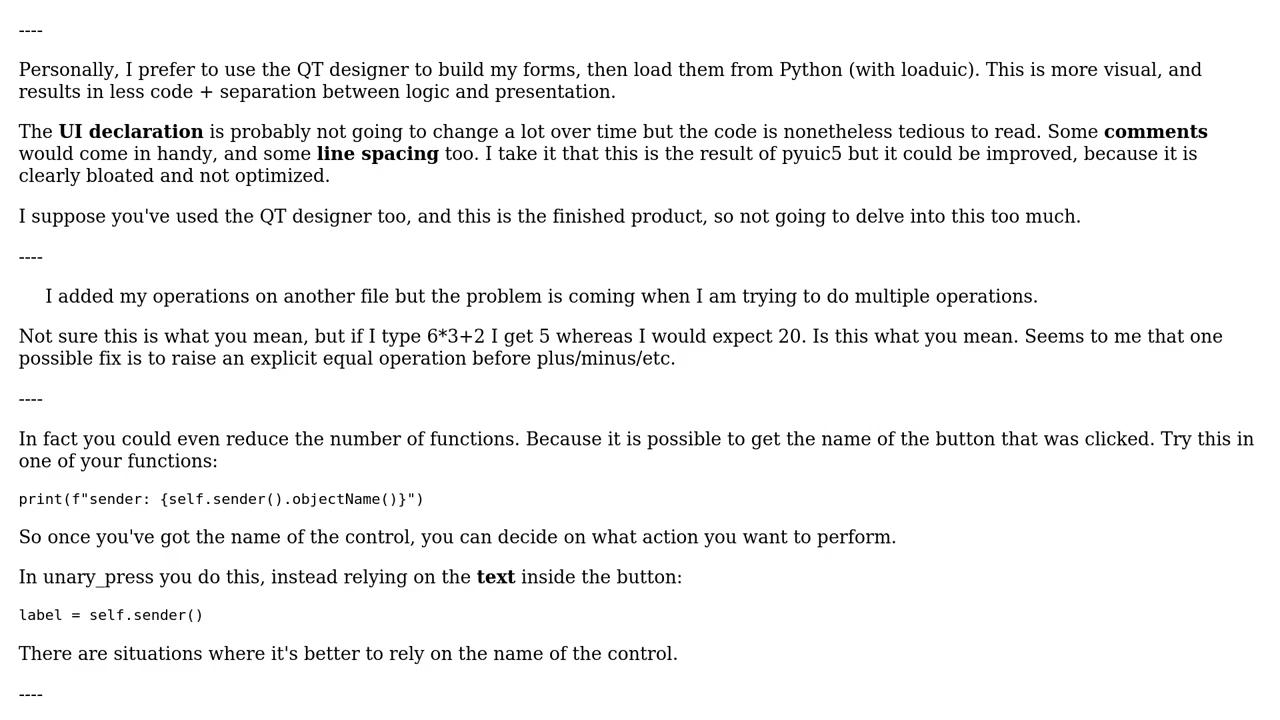 ----
Personally, I prefer to use the QT designer to build my forms, then load them from Python (with loaduic). This is more visual, and
results in less code + separation between logic and presentation.
The UI declaration is probably not going to change a lot over time but the code is nonetheless tedious to read. Some comments
would come in handy, and some line spacing too. I take it that this is the result of pyuic5 but it could be improved, because it is
clearly bloated and not optimized.
I suppose you've used the QT designer too, and this is the finished product, so not going to delve into this too much.
----
I added my operations on another file but the problem is coming when I am trying to do multiple operations.
Not sure this is what you mean, but if I type 6*3+2 I get 5 whereas I would expect 20. Is this what you mean. Seems to me that one
possible fix is to raise an explicit equal operation before plus/minus/etc.
----
In fact you could even reduce the number of functions. Because it is possible to get the name of the button that was clicked. Try this in
one of your functions:
print(f"sender: {self.sender().objectName()}")
So once you've got the name of the control, you can decide on what action you want to perform.
In unary_press you do this, instead relying on the text inside the button:
label = self.sender()
There are situations where it's better to rely on the name of the control.
----